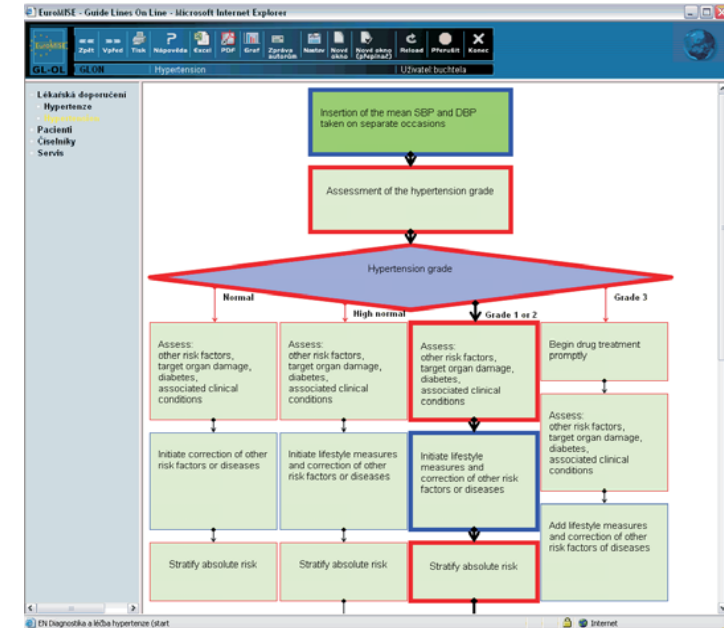 EuroMISE - Guide Lines On Line - Microsoft Internet Explorer
EuroMISE
Zpět Vpřed Tisk Nápověda Excel PDF Graf Zpráva autorům Nastav Nové okno Nové okno (přepínač) Reload Přerušit Konec
GL-OL GLON Hypertension Uživatel buchtela
Lékařská doporučení
Hypertenze
Pacienti
Číselníky
Servis
Insertion of the mean SBP and DBP
taken on separate occasions
Assessment of the hypertension grade
Hypertension grade
Normal
High normal
Grade 1 or 2
Grade 3
Assess:
other risk factors,
target organ damage,
diabetes,
associated clinical
conditions
Initiate correction of other
risk factors or diseases
Stratify absolute risk
Assess:
other risk factors,
target organ damage,
diabetes,
associated clinical
conditions
Initiate lifestyle measures
and correction of other
risk factors or diseases
Stratify absolute risk
Assess:
other risk factors,
target organ damage,
diabetes,
associated clinical
conditions
Initiate lifestyle
measures and
correction of other risk
factors or diseases
Stratify absolute risk
Begin drug treatment
promptly
Assess:
other risk factors,
target organ damage,
diabetes,
associated clinical
conditions
Add lifestyle measures
and correction of other
risk factors of diseases
EN Diagnostika a léčba hypertenze (start
Internet